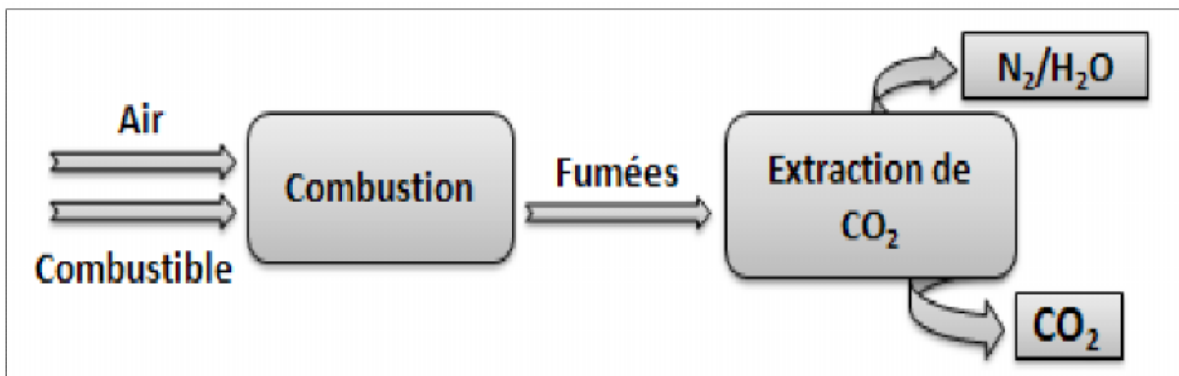 Air
Combustible
Combustion
Fumées
Extraction de
CO₂
N₂/H₂O
CO₂